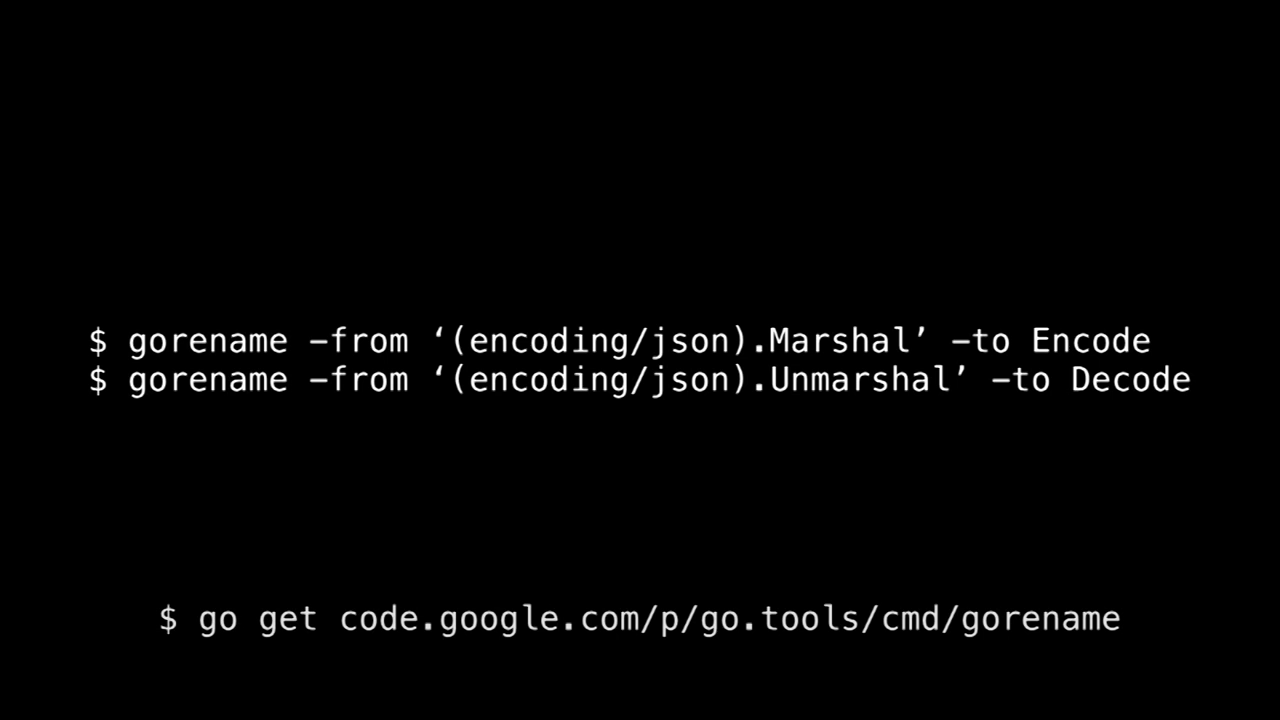 $ gorename –from ‘(encoding/json).Marshal’ –to Encode
$ gorename –from ‘(encoding/json).Unmarshal’ –to Decode
$ go get code.google.com/p/go.tools/cmd/gorename